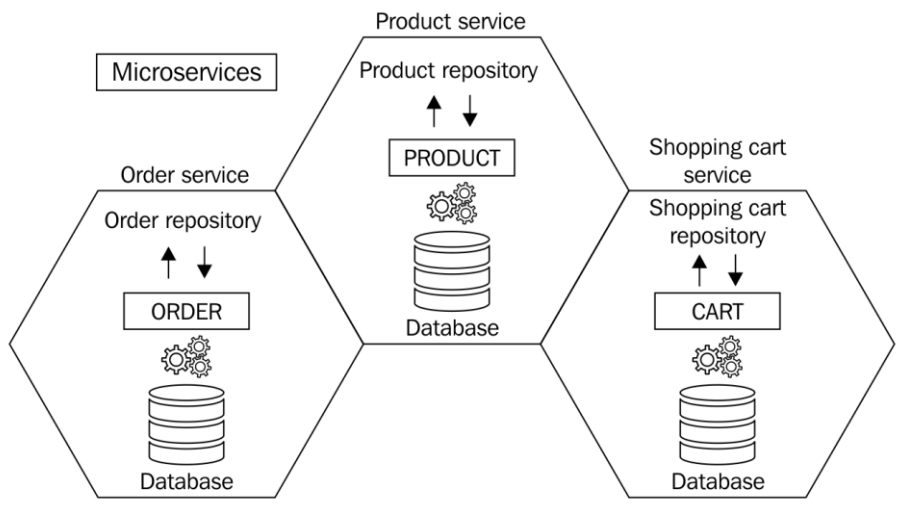 Product service
Microservices
Product repository
PRODUCT
Database
Order service
Order repository
ORDER
Database
Shopping cart
service
Shopping cart
repository
CART
Database